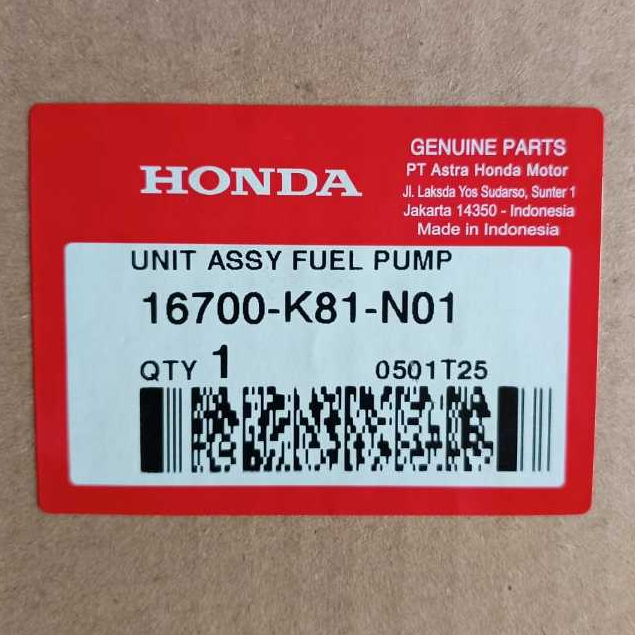 HONDA
GENUINE PARTS
PT Astra Honda Motor
Jl. Laksda Yos Sudarso, Sunter 1
Jakarta 14350 - Indonesia
Made in Indonesia
UNIT ASSY FUEL PUMP
16700-K81-N01
QTY 1 0501T25